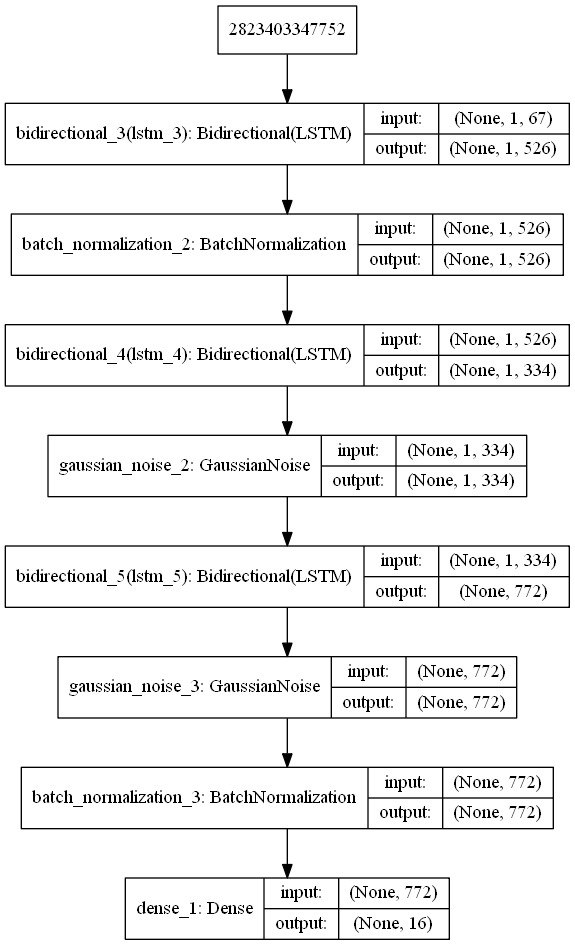 2823403347752
bidirectional_3(lstm_3): Bidirectional(LSTM)
input: (None, 1, 67)
output: (None, 1, 526)
batch_normalization_2: BatchNormalization
input: (None, 1, 526)
output: (None, 1, 526)
bidirectional_4(lstm_4): Bidirectional(LSTM)
input: (None, 1, 526)
output: (None, 1, 334)
gaussian_noise_2: GaussianNoise
input: (None, 1, 334)
output: (None, 1, 334)
bidirectional_5(lstm_5): Bidirectional(LSTM)
input: (None, 1, 334)
output: (None, 772)
gaussian_noise_3: GaussianNoise
input: (None, 772)
output: (None, 772)
batch_normalization_3: BatchNormalization
input: (None, 772)
output: (None, 772)
dense_1: Dense
input: (None, 772)
output: (None, 16)